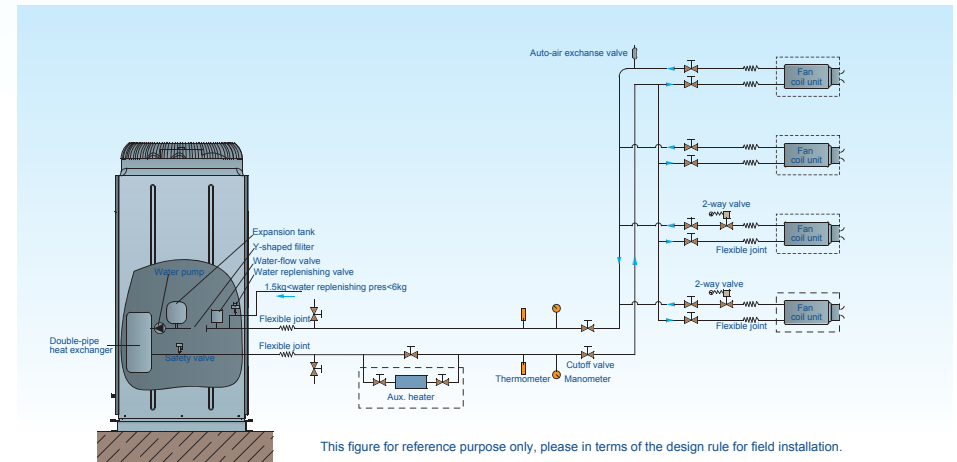 Auto-air exchanse valve
Fan
coil unit
Fan
coil unit
2-way valve
Fan
coil unit
Flexible joint
2-way valve
Fan
coil unit
Flexible joint
Expansion tank
Y-shaped filiter
Water-flow valve
Water pump
Water replenishing valve
1.5kg<water replenishing pres<6kg
Flexible joint
Double-pipe
heat exchanger
Flexible joint
Safety valve
Cutoff valve
Thermometer
Manometer
Aux. heater
This figure for reference purpose only, please in terms of the design rule for field installation.